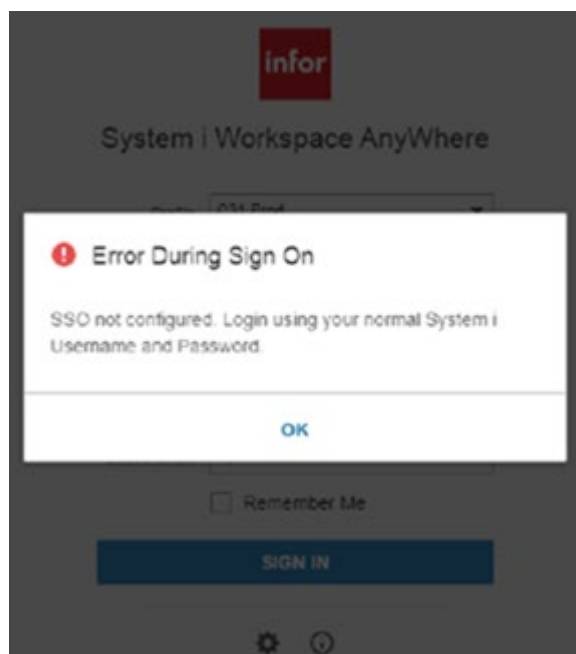 infor
System i Workspace AnyWhere
Error During Sign On
SSO not configured. Login using your normal System i
Username and Password.
OK
Remember Me
SIGN IN